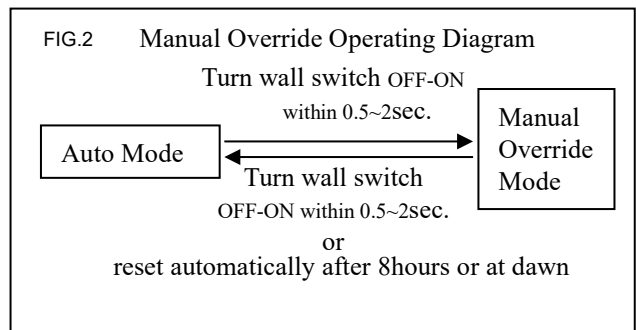 FIG.2 Manual Override Operating Diagram
Turn wall switch OFF-ON
within 0.5~2sec.
Auto Mode
Manual
Override
Mode
Turn wall switch
OFF-ON within 0.5~2sec.
or
reset automatically after 8hours or at dawn